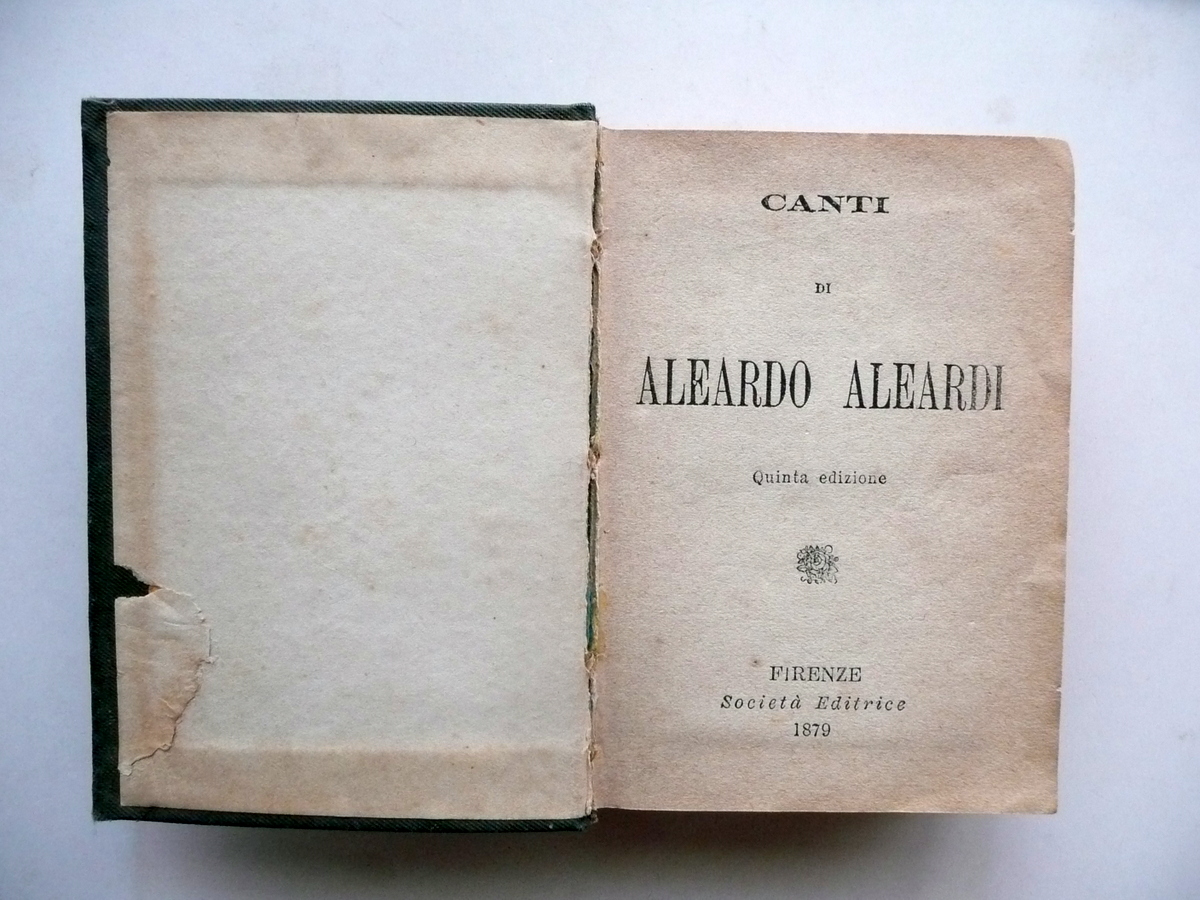 CANTI
DI
ALEARDO ALEARDI
Quinta edizione
FIRENZE
Società Editrice
1879